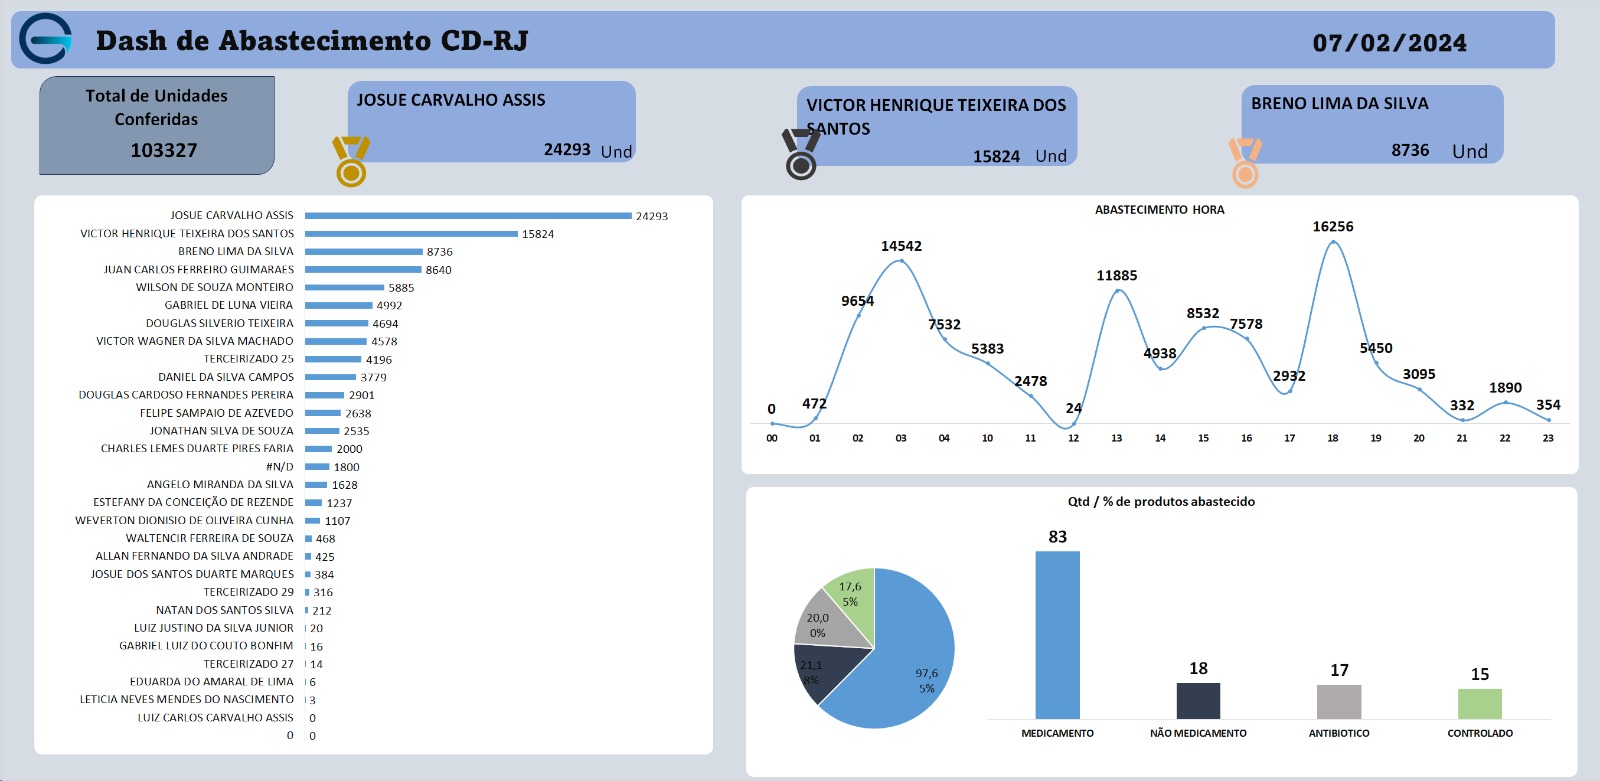 Dash de Abastecimento CD-RJ
07/02/2024
Total de Unidades
Conferidas
103327
JOSUE CARVALHO ASSIS
24293 Und
VICTOR HENRIQUE TEIXEIRA DOS
SANTOS
15824 Und
BRENO LIMA DA SILVA
8736 Und
JOSUE CARVALHO ASSIS 24293
VICTOR HENRIQUE TEIXEIRA DOS SANTOS 15824
BRENO LIMA DA SILVA 8736
JUAN CARLOS FERREIRO GUIMARAES 8640
WILSON DE SOUZA MONTEIRO 5885
GABRIEL DE LUNA VIEIRA 4992
DOUGLAS SILVERIO TEIXEIRA 4694
VICTOR WAGNER DA SILVA MACHADO 4578
TERCEIRIZADO 25 4196
DANIEL DA SILVA CAMPOS 3779
DOUGLAS CARDOSO FERNANDES PEREIRA 2901
FELIPE SAMPAIO DE AZEVEDO 2638
JONATHAN SILVA DE SOUZA 2535
CHARLES LEMES DUARTE PIRES FARIA 2000
#N/D 1800
ANGELO MIRANDA DA SILVA 1628
ESTEFANY DA CONCEIÇÃO DE REZENDE 1237
WEVERTON DIONISIO DE OLIVEIRA CUNHA 1107
WALTENCIR FERREIRA DE SOUZA 468
ALLAN FERNANDO DA SILVA ANDRADE 425
JOSUE DOS SANTOS DUARTE MARQUES 384
TERCEIRIZADO 29 316
NATAN DOS SANTOS SILVA 212
LUIZ JUSTINO DA SILVA JUNIOR 20
GABRIEL LUIZ DO COUTO BONFIM 16
TERCEIRIZADO 27 14
EDUARDA DO AMARAL DE LIMA 6
LETICIA NEVES MENDES DO NASCIMENTO 3
LUIZ CARLOS CARVALHO ASSIS 0
0 0
ABASTECIMENTO HORA
0 472 9654 14542 7532 5383 2478 24 11885 4938 8532 7578 2932 16256 5450 3095 332 1890 354
00 01 02 03 04 10 11 12 13 14 15 16 17 18 19 20 21 22 23
Qtd / % de produtos abastecido
17,6
5%
20,0
0%
21,1
8%
97,6
5%
83 18 17 15
MEDICAMENTO NÃO MEDICAMENTO ANTIBIOTICO CONTROLADO